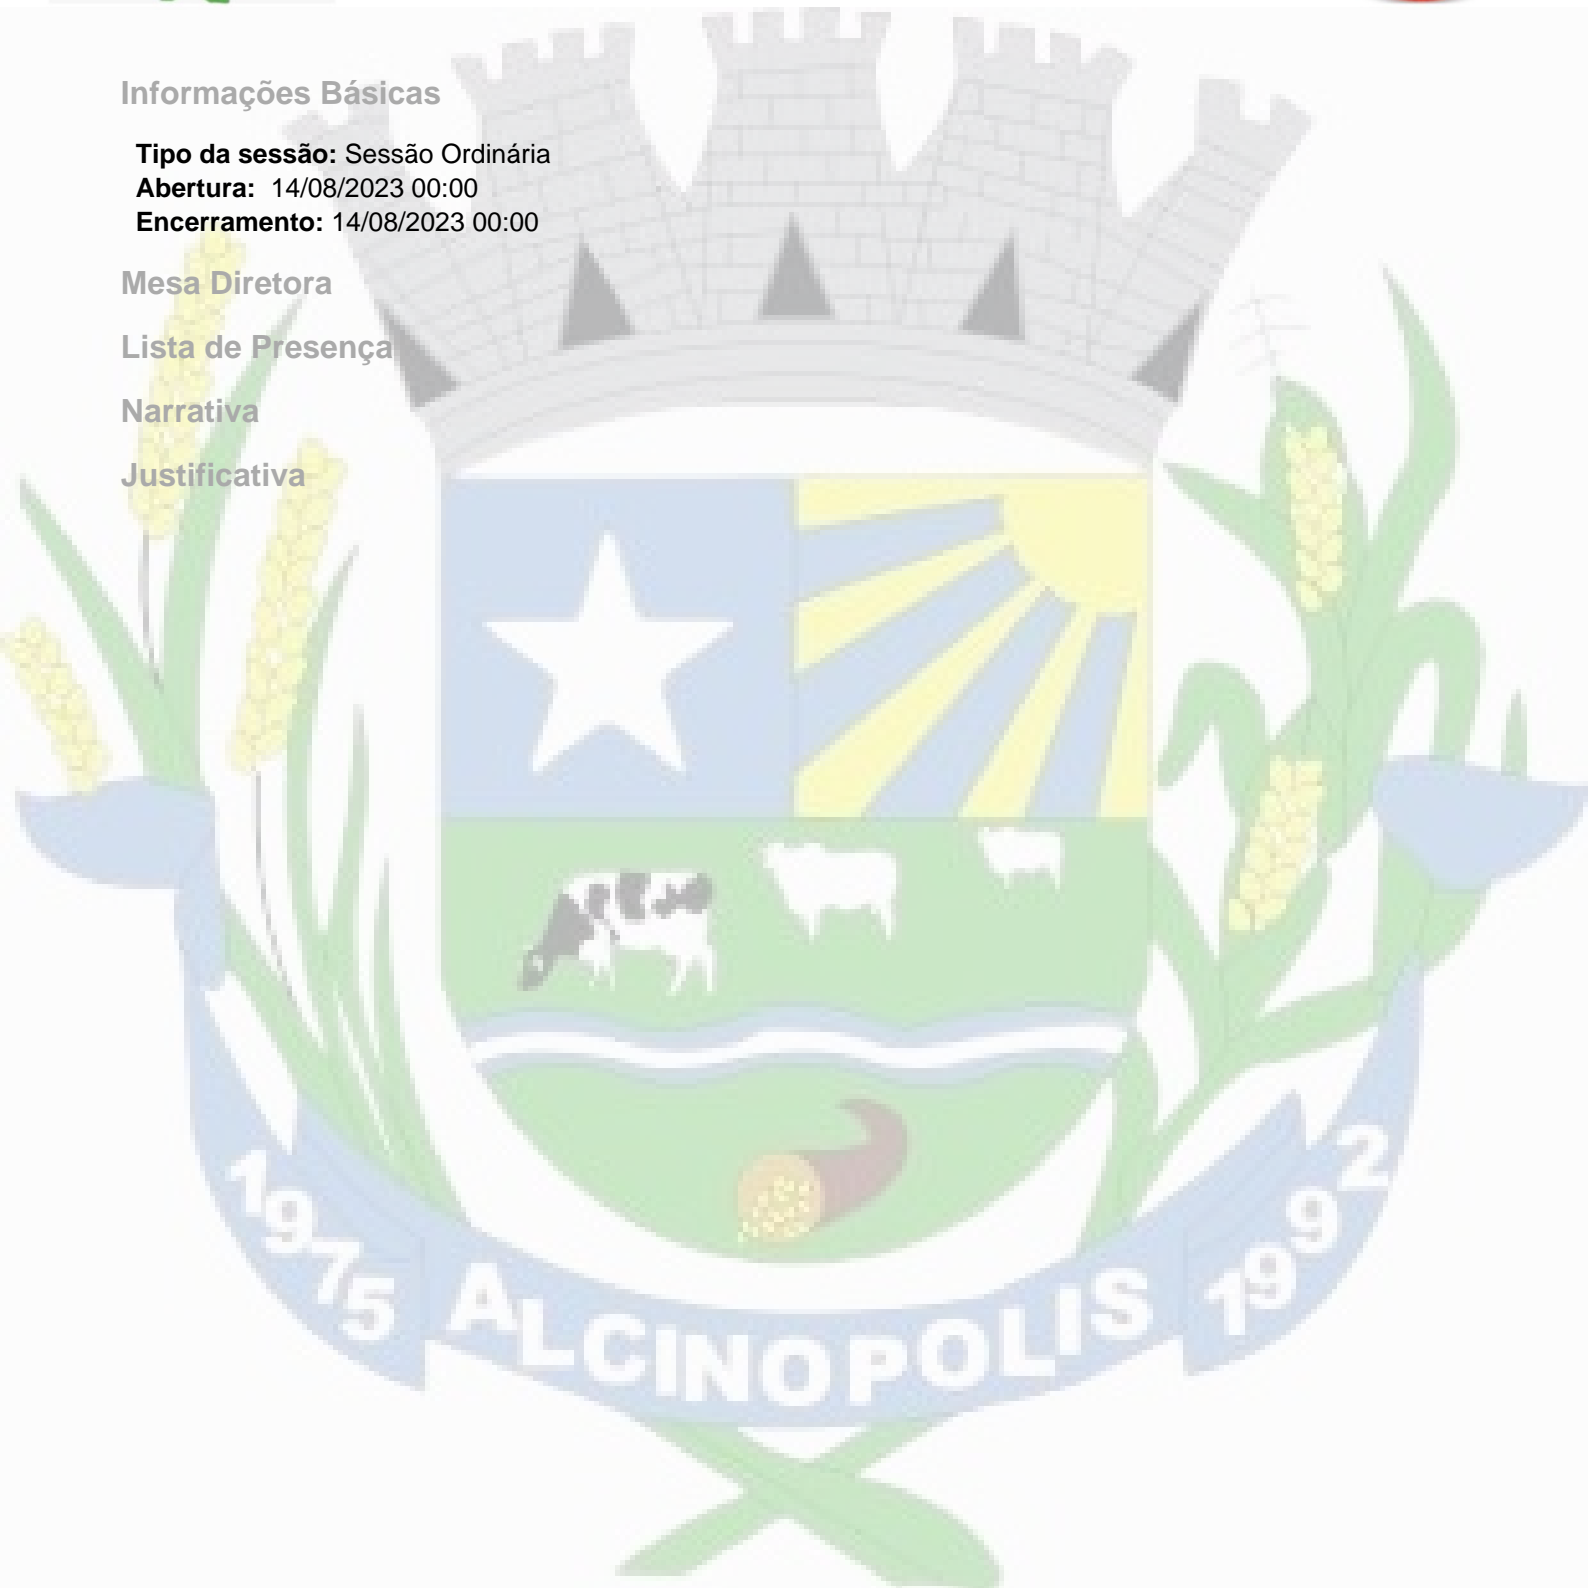 Informações Básicas
Tipo da sessão: Sessão Ordinária
Abertura: 14/08/2023 00:00
Encerramento: 14/08/2023 00:00
Mesa Diretora
Lista de Presença
Narrativa
Justificativa
1975 ALCINOPOLIS 1992